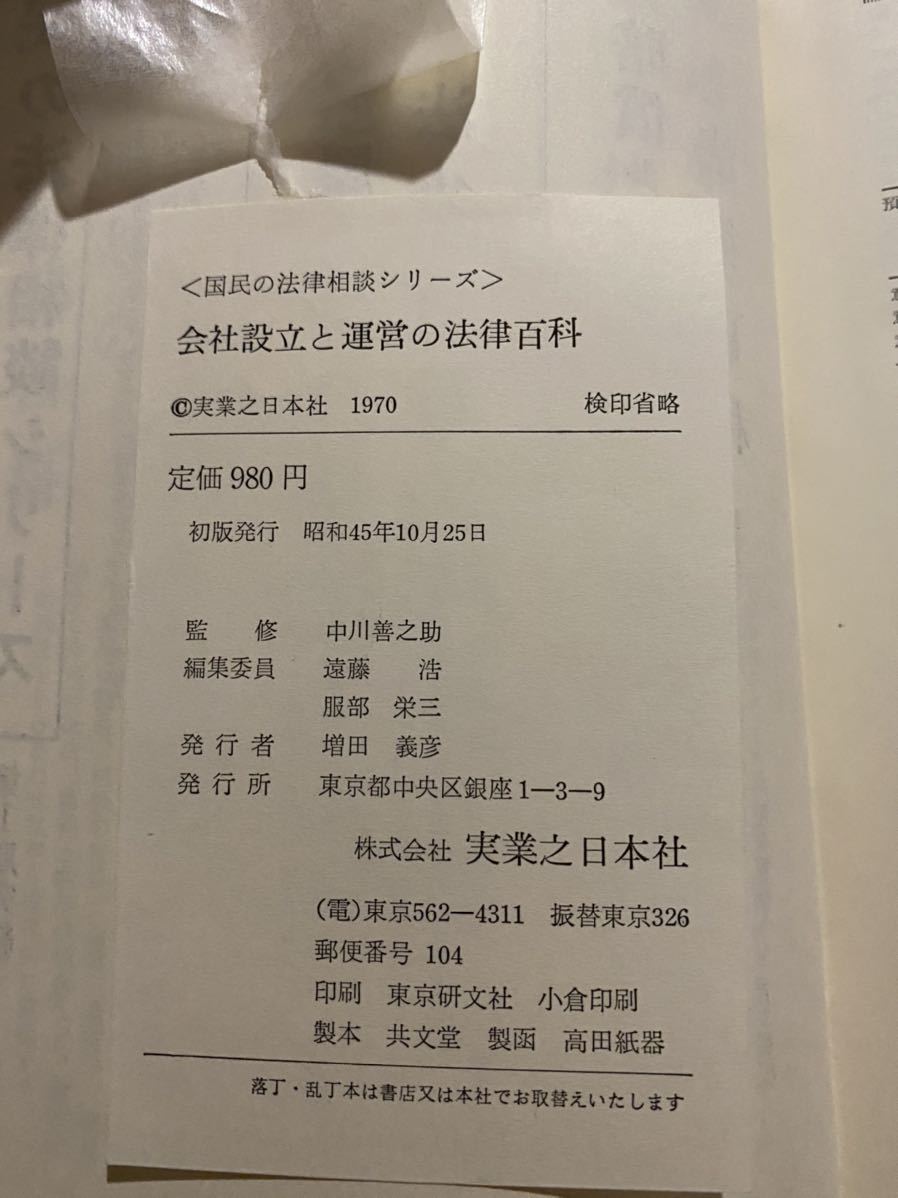 <国民の法律相談シリーズ>
会社設立と運営の法律百科
©実業之日本社 1970 検印省略
定価 980 円
初版発行 昭和45年10月25日
監修 中川善之助
編集委員 遠藤 浩
服部 栄三
発行者 増田 義彦
発行所 東京都中央区銀座1―3―9
株式会社 実業之日本社
(電)東京562―4311 振替東京326
郵便番号 104
印刷 東京研文社 小倉印刷
製本 共文堂 製函 高田紙器
落丁・乱丁本は書店又は本社でお取替えいたします
預